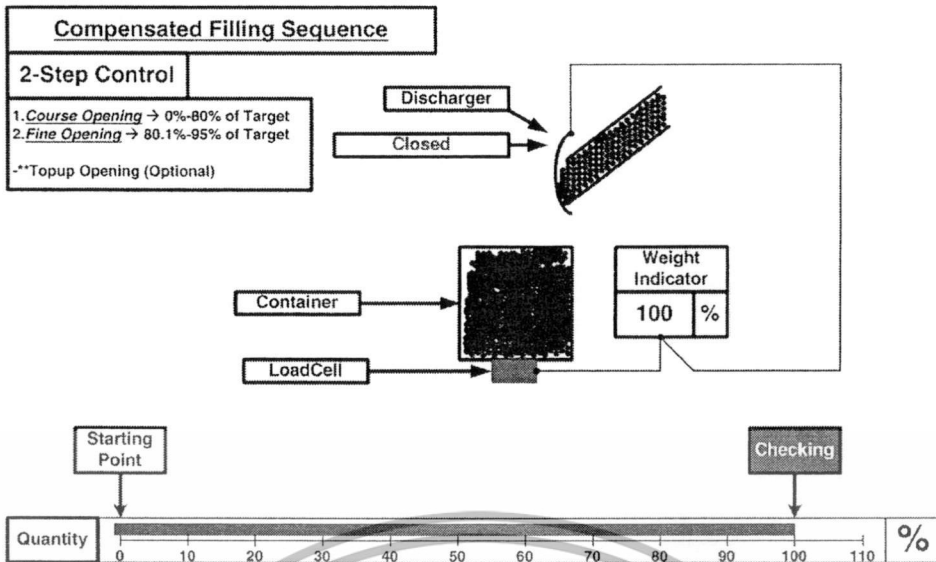 Compensated Filling Sequence
2-Step Control
1.Course Opening → 0%-80% of Target
2.Fine Opening → 80.1%-95% of Target
-**Topup Opening (Optional)
Discharger
Closed
Weight
Indicator
100 %
Container
LoadCell
Starting
Point
Checking
Quantity
%
0 10 20 30 40 50 60 70 80 90 100 110